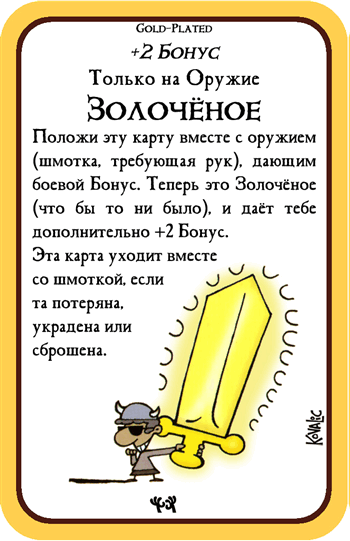 Gold-Plated
+2 Бонус
Только на Оружие
Золочёное
Положи эту карту вместе с оружием
(шмотка, требующая рук), дающим
боевой Бонус. Теперь это Золочёное
(что бы то ни было), и даёт тебе
дополнительно +2 Бонус.
Эта карта уходит вместе
со шмоткой, если
та потеряна,
украдена или
сброшена.
Kovalic